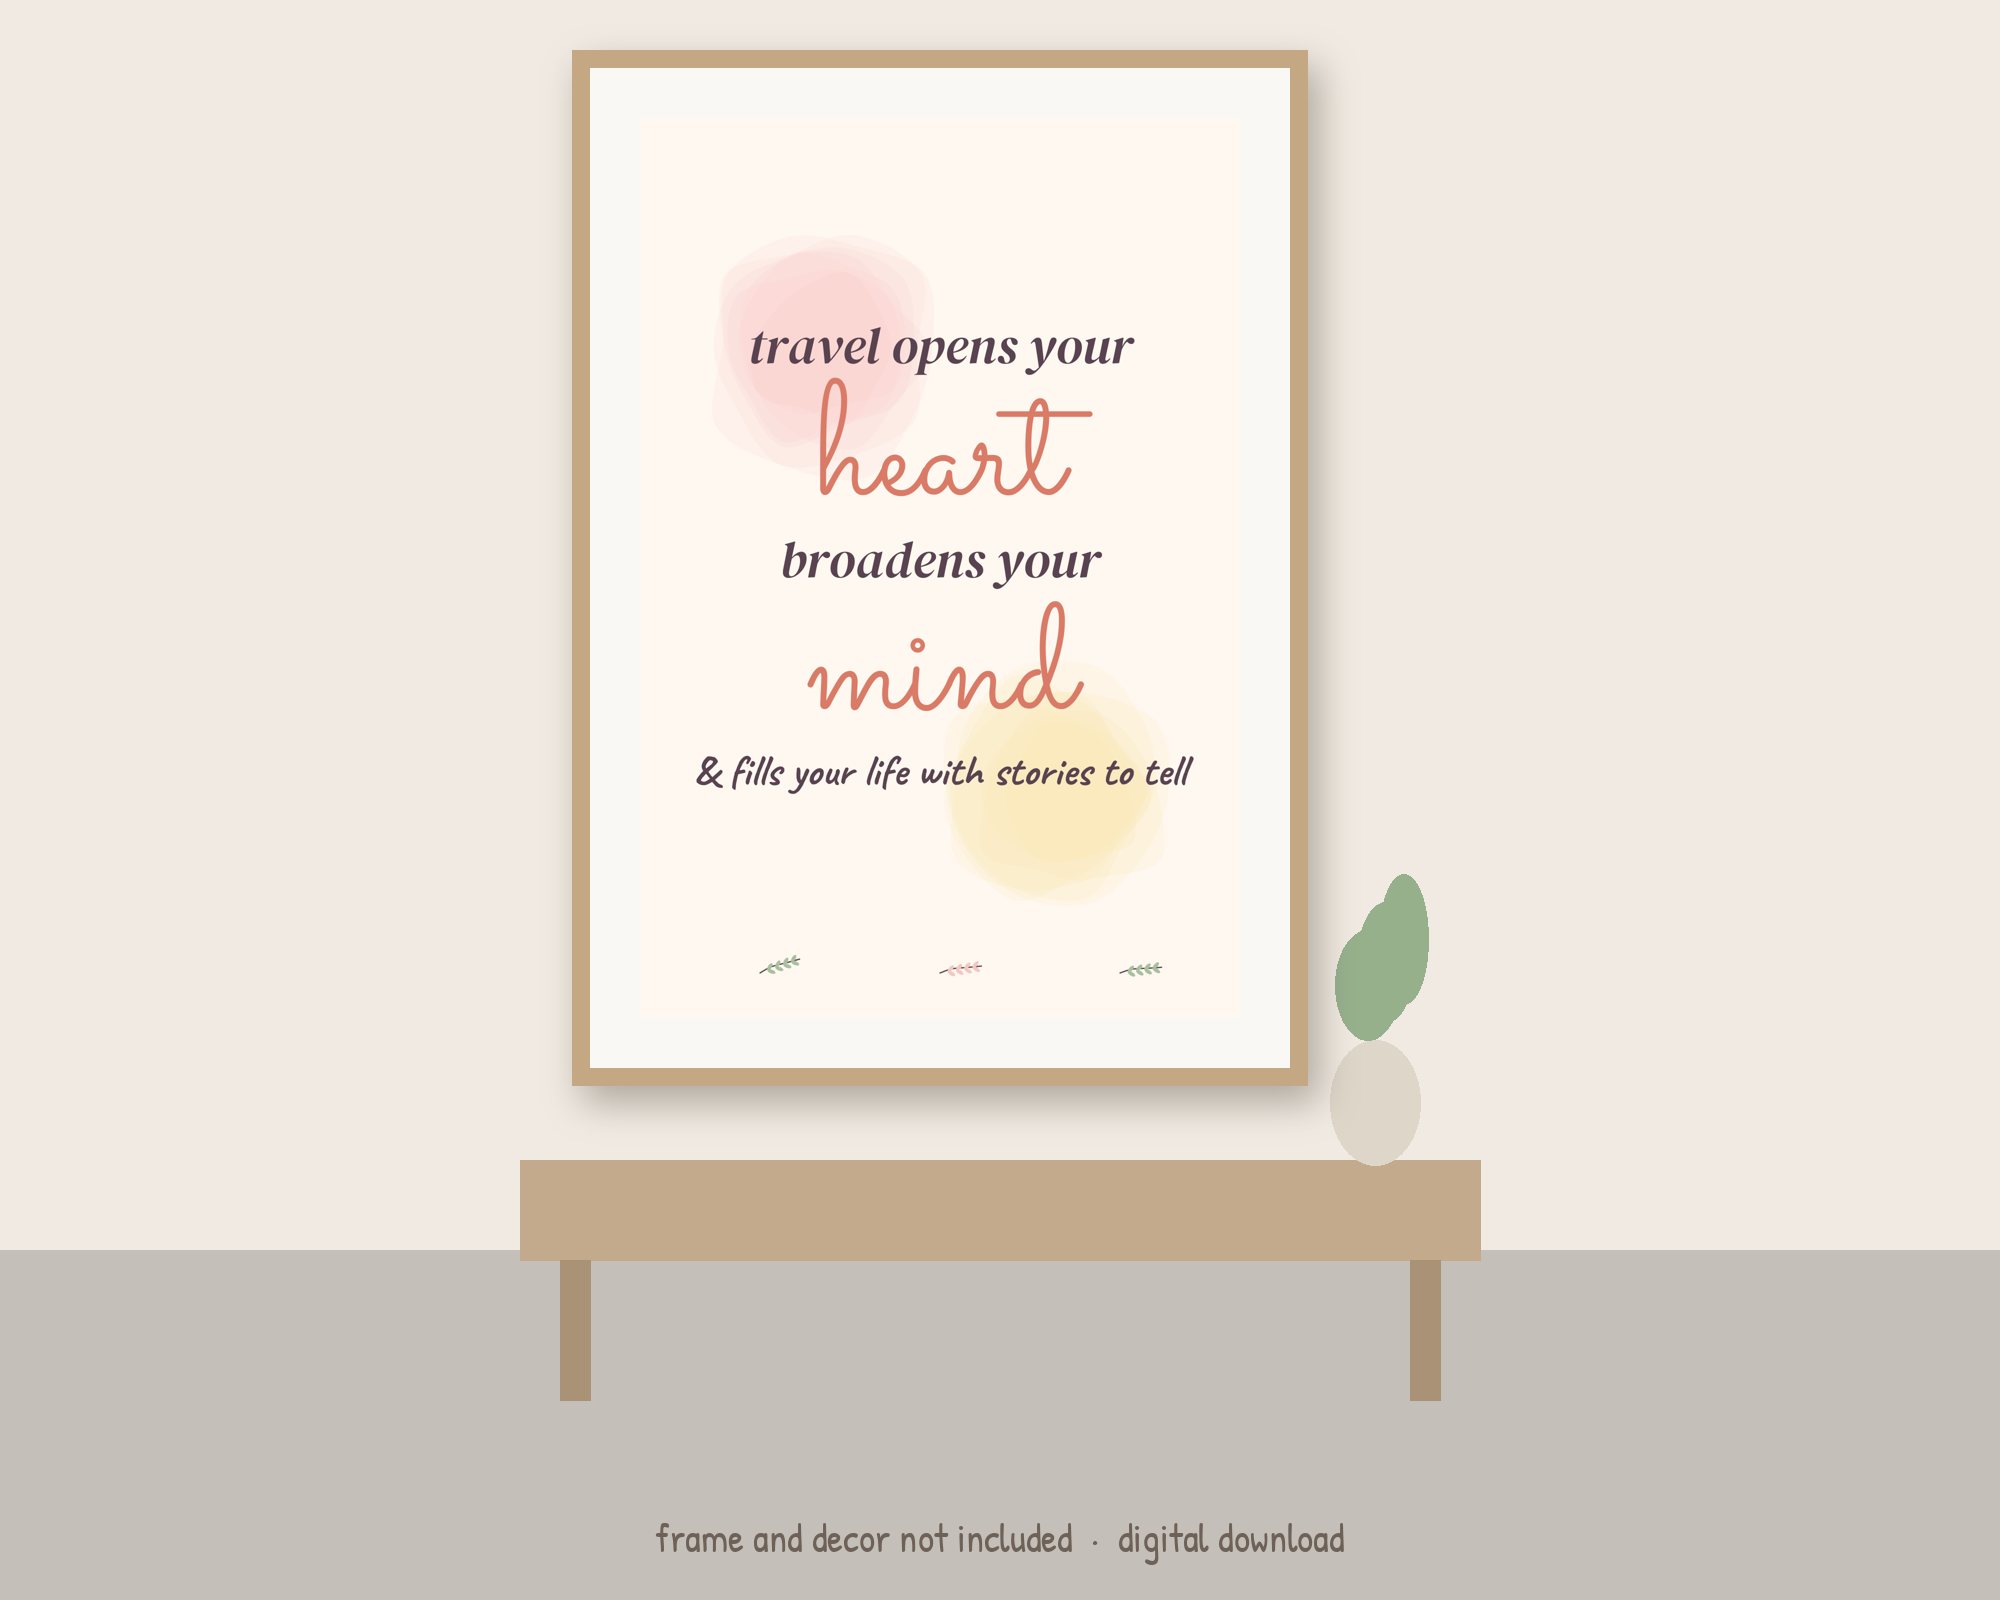 travel opens your
heart
broadens your
mind
& fills your life with stories to tell
frame and decor not included · digital download